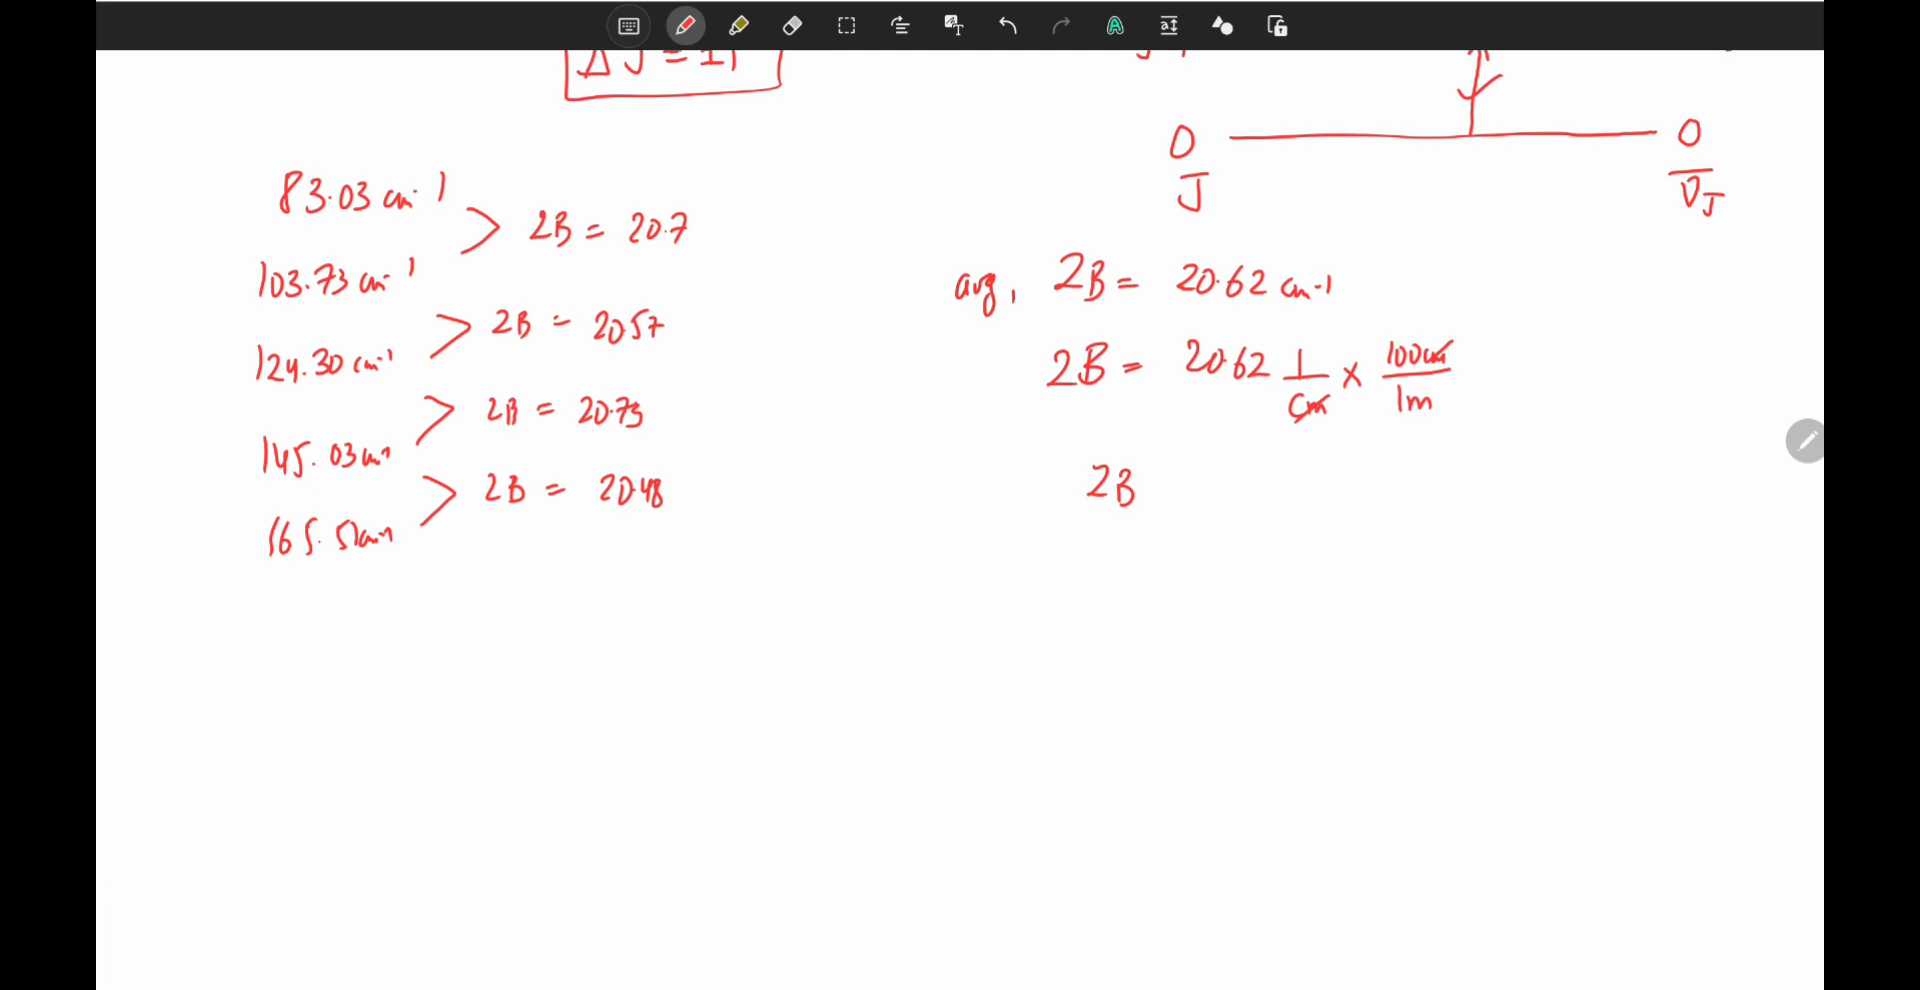 ΔJ = ±1
0
0
J
ν̄J
83.03 cm-1
2B = 20.7
103.73 cm-1
2B = 20.57
124.30 cm-1
2B = 20.73
145.03 cm-1
2B = 20.48
165.51 cm-1
avg, 2B = 20.62 cm-1
2B = 20.62 1/cm × 100cm/1m
2B